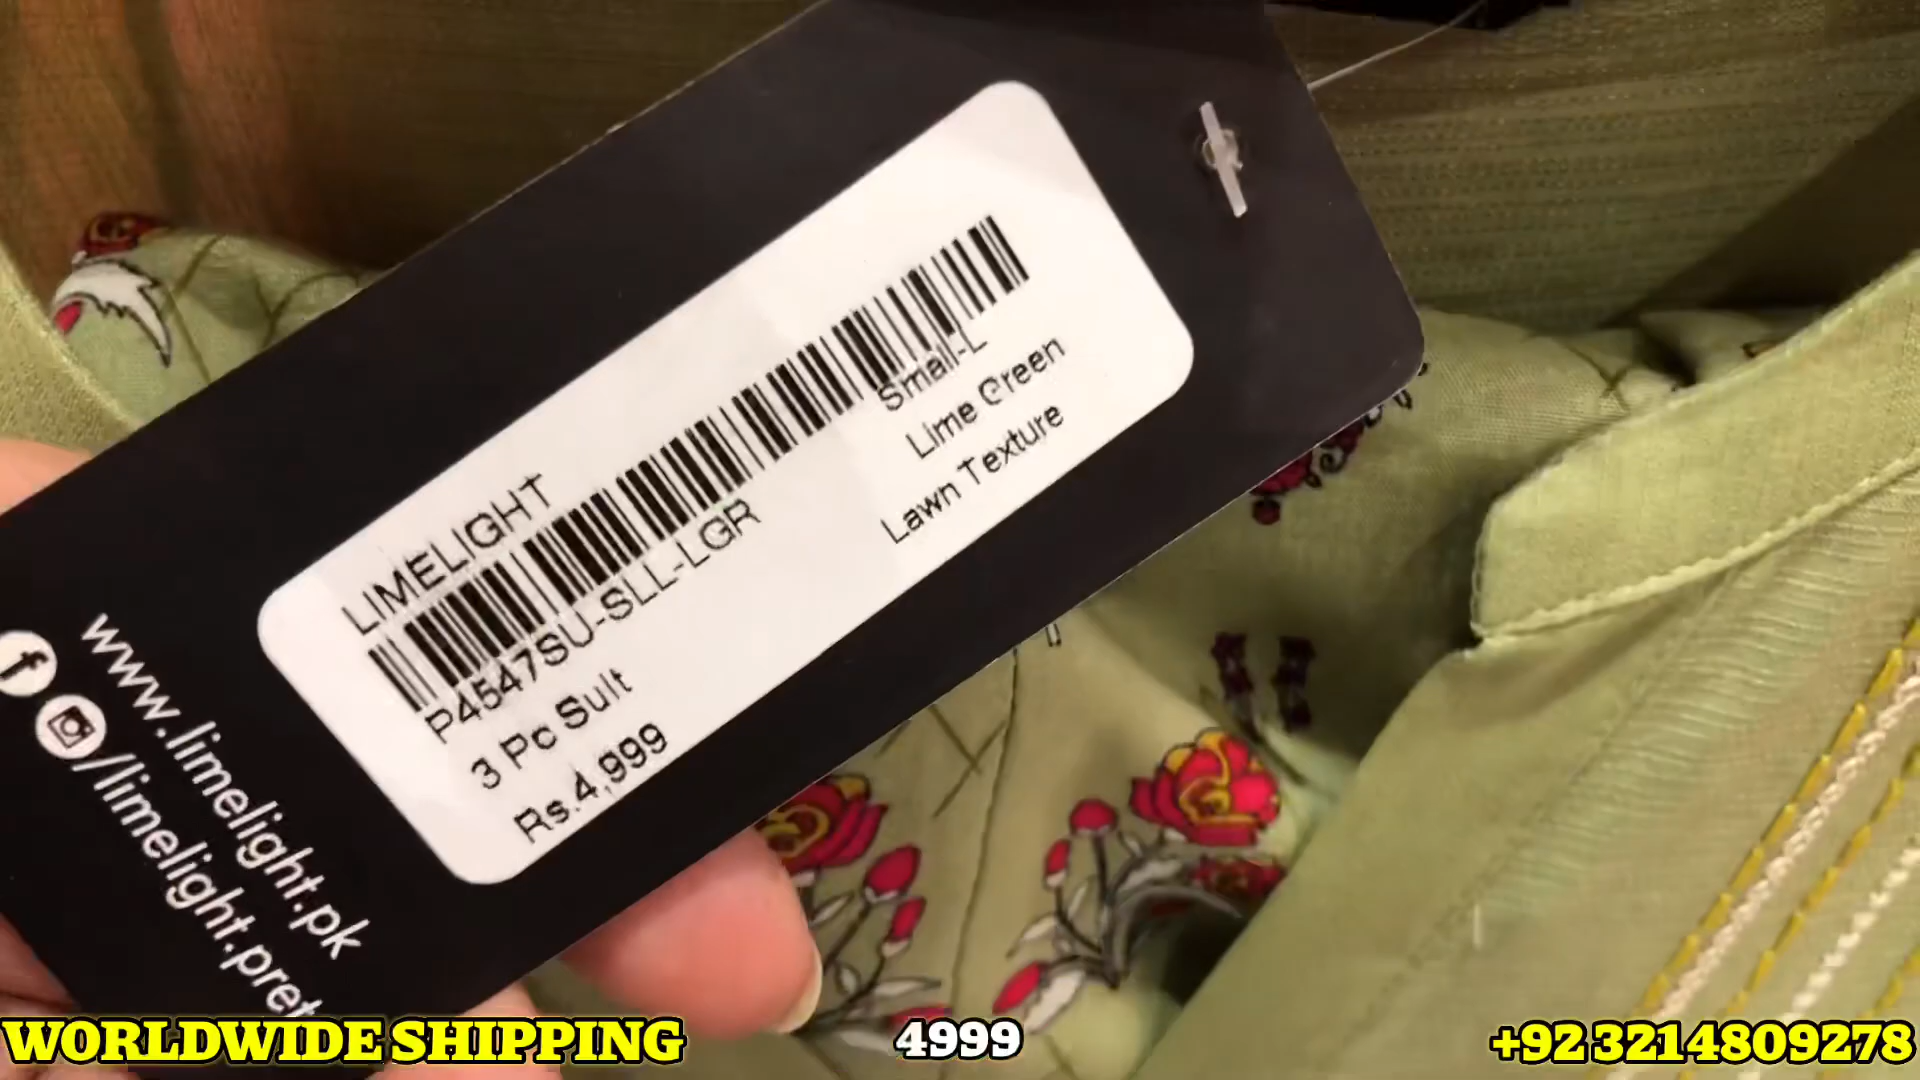 LIMELIGHT
P4547SU-SLL-LGR
Small-L
3 Pc Suit
Lime Green
Rs.4,999
Lawn Texture
www.limelight.pk
/limelight.pret
WORLDWIDE SHIPPING
4999
+92 3214809278